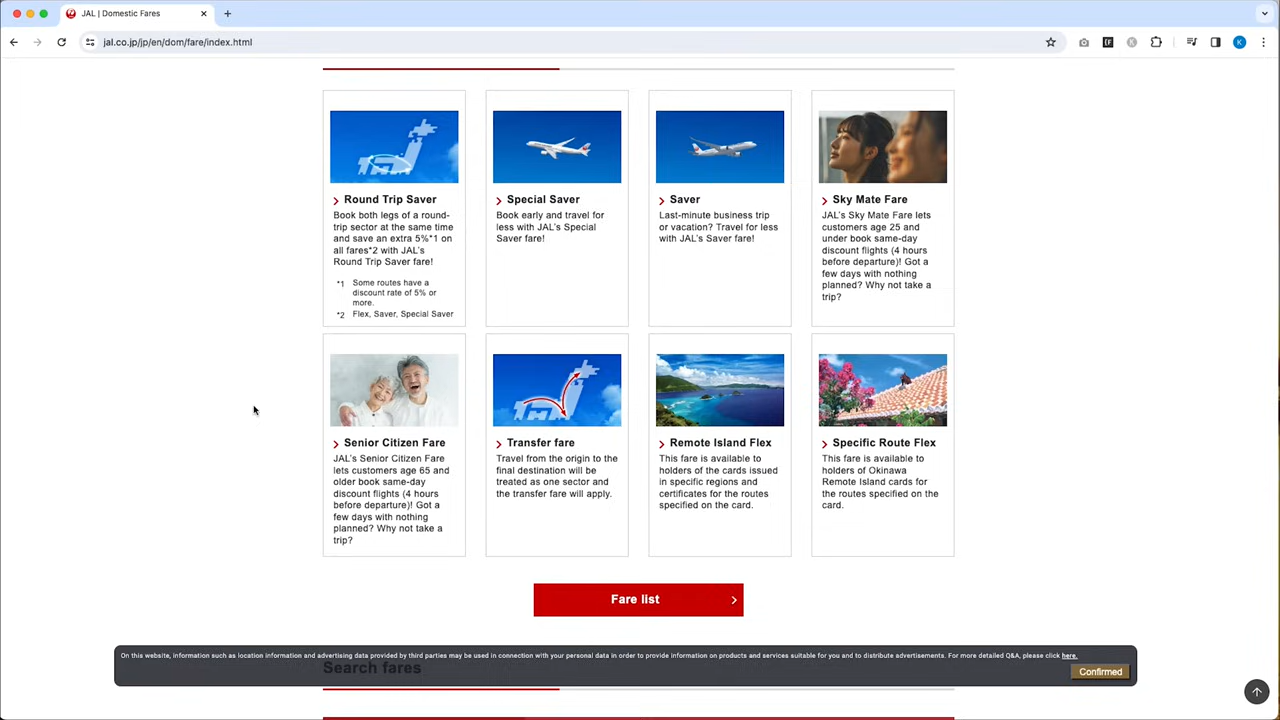 JAL | Domestic Fares
jal.co.jp/jp/en/dom/fare/index.html
K
Round Trip Saver
Book both legs of a round-
trip sector at the same time
and save an extra 5%*1 on
all fares*2 with JAL's
Round Trip Saver fare!
*1 Some routes have a
discount rate of 5% or
more.
*2 Flex, Saver, Special Saver
Special Saver
Book early and travel for
less with JAL's Special
Saver fare!
Saver
Last-minute business trip
or vacation? Travel for less
with JAL's Saver fare!
Sky Mate Fare
JAL's Sky Mate Fare lets
customers age 25 and
under book same-day
discount flights (4 hours
before departure)! Got a
few days with nothing
planned? Why not take a
trip?
Senior Citizen Fare
JAL's Senior Citizen Fare
lets customers age 65 and
older book same-day
discount flights (4 hours
before departure)! Got a
few days with nothing
planned? Why not take a
trip?
Transfer fare
Travel from the origin to the
final destination will be
treated as one sector and
the transfer fare will apply.
Remote Island Flex
This fare is available to
holders of the cards issued
in specific regions and
certificates for the routes
specified on the card.
Specific Route Flex
This fare is available to
holders of Okinawa
Remote Island cards for
the routes specified on the
card.
Fare list
On this website, information such as location information and advertising data provided by third parties may be used in connection with your personal data in order to provide information on products and services suitable for you and to distribute advertisements. For more detailed Q&A, please click here.
Search fares
Confirmed